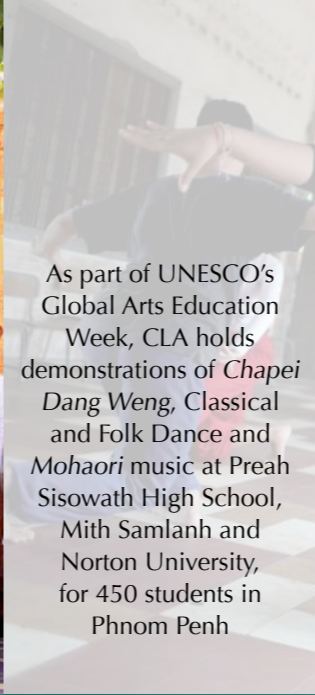 As part of UNESCO’s
Global Arts Education
Week, CLA holds
demonstrations of Chapei
Dang Weng, Classical
and Folk Dance and
Mohaori music at Preah
Sisowath High School,
Mith Samlanh and
Norton University,
for 450 students in
Phnom Penh